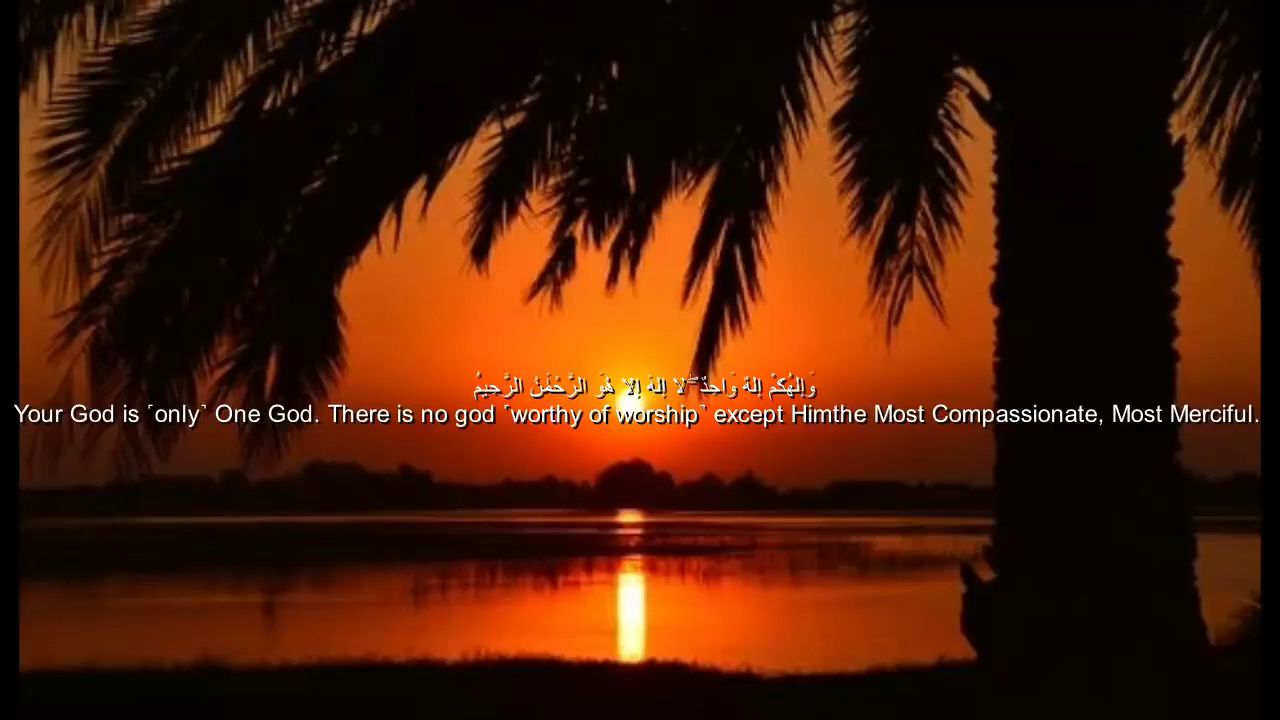 وَإِلَٰهُكُمْ إِلَٰهٌ وَاحِدٌ ۖ لَا إِلَٰهَ إِلَّا هُوَ الرَّحْمَٰنُ الرَّحِيمُ
Your God is ˹only˺ One God. There is no god ˹worthy of worship˺ except Himthe Most Compassionate, Most Merciful.